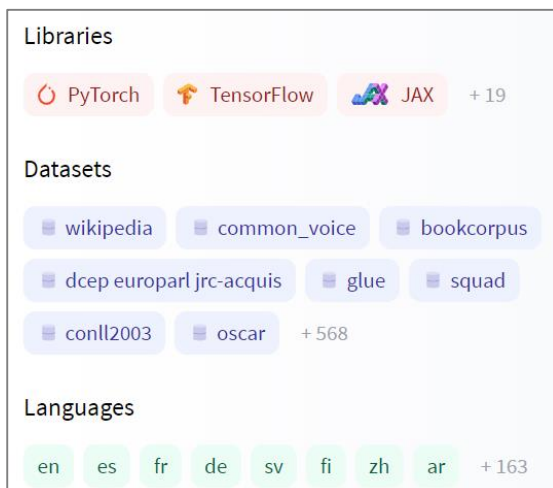 Libraries
PyTorch TensorFlow JAX + 19
Datasets
wikipedia common_voice bookcorpus
dcep europarl jrc-acquis glue squad
conll2003 oscar + 568
Languages
en es fr de sv fi zh ar + 163